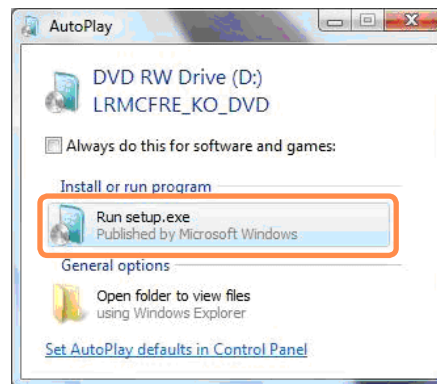 AutoPlay
DVD RW Drive (D:)
LRMCFRE_KO_DVD
Always do this for software and games:
Install or run program
Run setup.exe
Published by Microsoft Windows
General options
Open folder to view files
using Windows Explorer
Set AutoPlay defaults in Control Panel